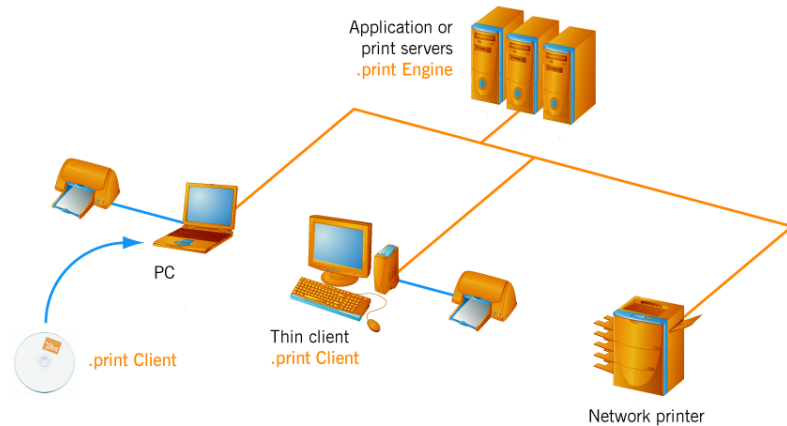 Application or
print servers
.print Engine
PC
.print Client
Thin client
.print Client
Network printer